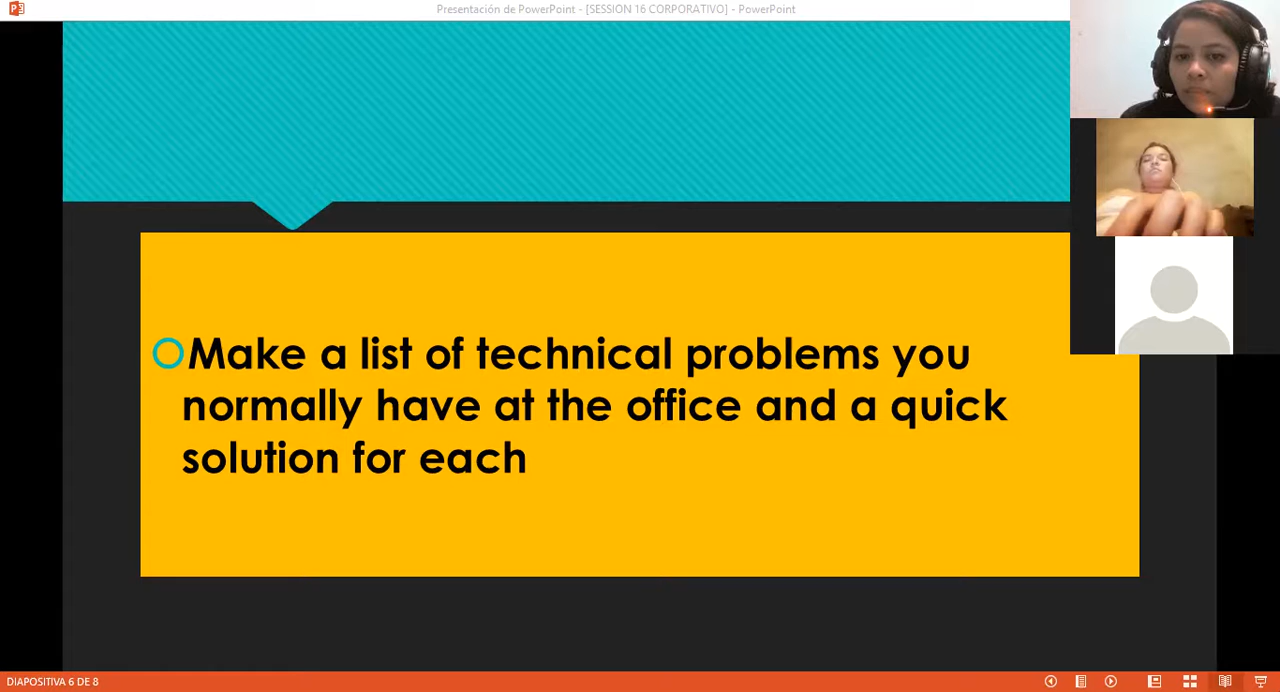 Presentación de PowerPoint - [SESSION 16 CORPORATIVO] - PowerPoint
Make a list of technical problems you
normally have at the office and a quick
solution for each
DIAPOSITIVA 6 DE 8